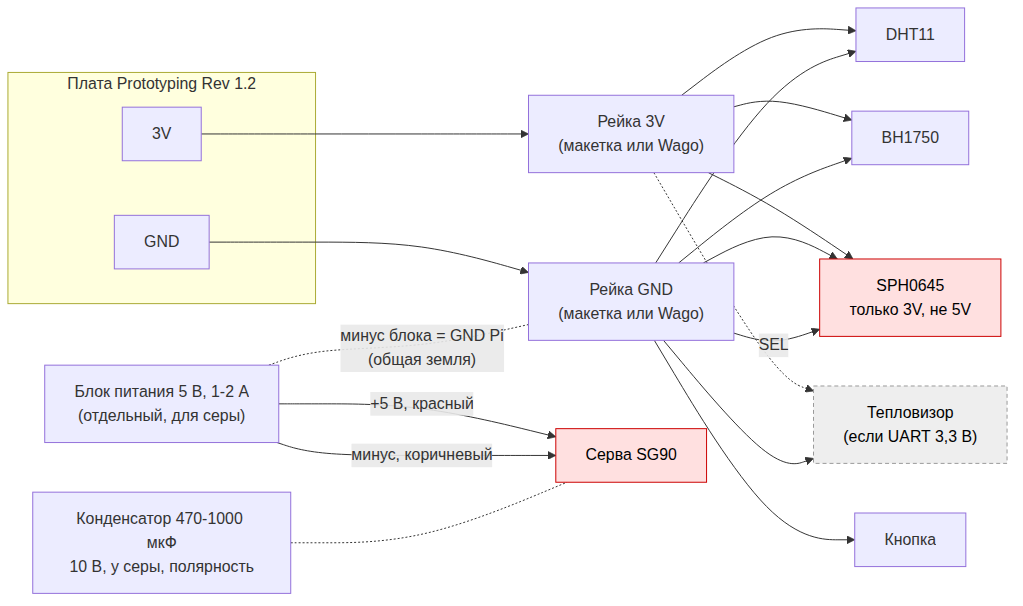 Плата Prototyping Rev 1.2
3V
GND
Рейка 3V
(макетка или Wago)
Рейка GND
(макетка или Wago)
DHT11
BH1750
SPH0645
только 3V, не 5V
SEL
минус блока = GND Pi
(общая земля)
Блок питания 5 В, 1-2 А
(отдельный, для серы)
+5 В, красный
минус, коричневый
Серва SG90
Тепловизор
(если UART 3,3 В)
Конденсатор 470-1000
мкФ
10 В, у серы, полярность
Кнопка